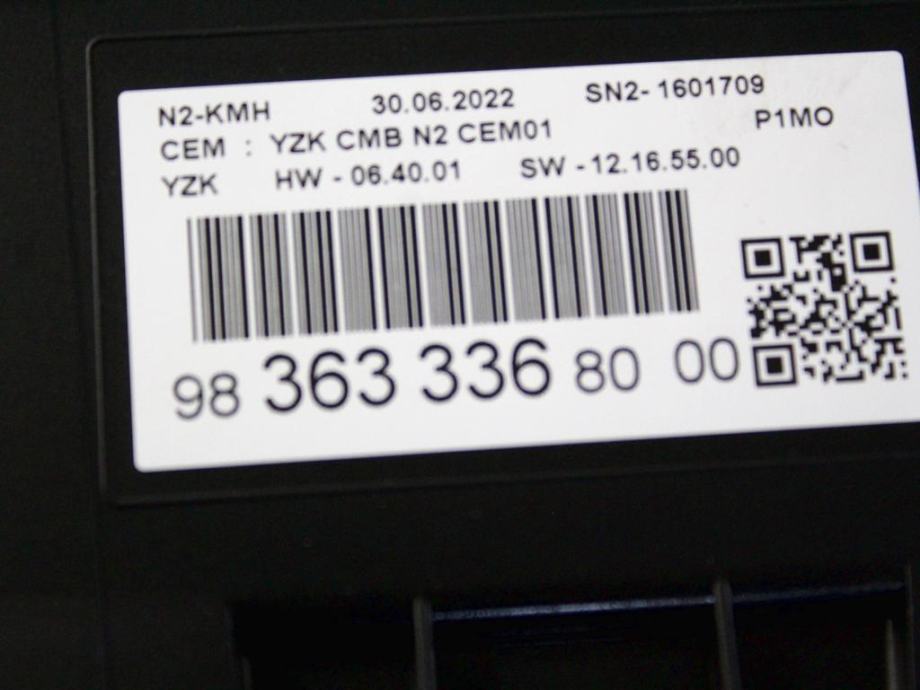 N2-KMH 30.06.2022 SN2- 1601709
CEM : YZK CMB N2 CEM01 P1MO
YZK HW - 06.40.01 SW - 12.16.55.00
98 363 336 80 00